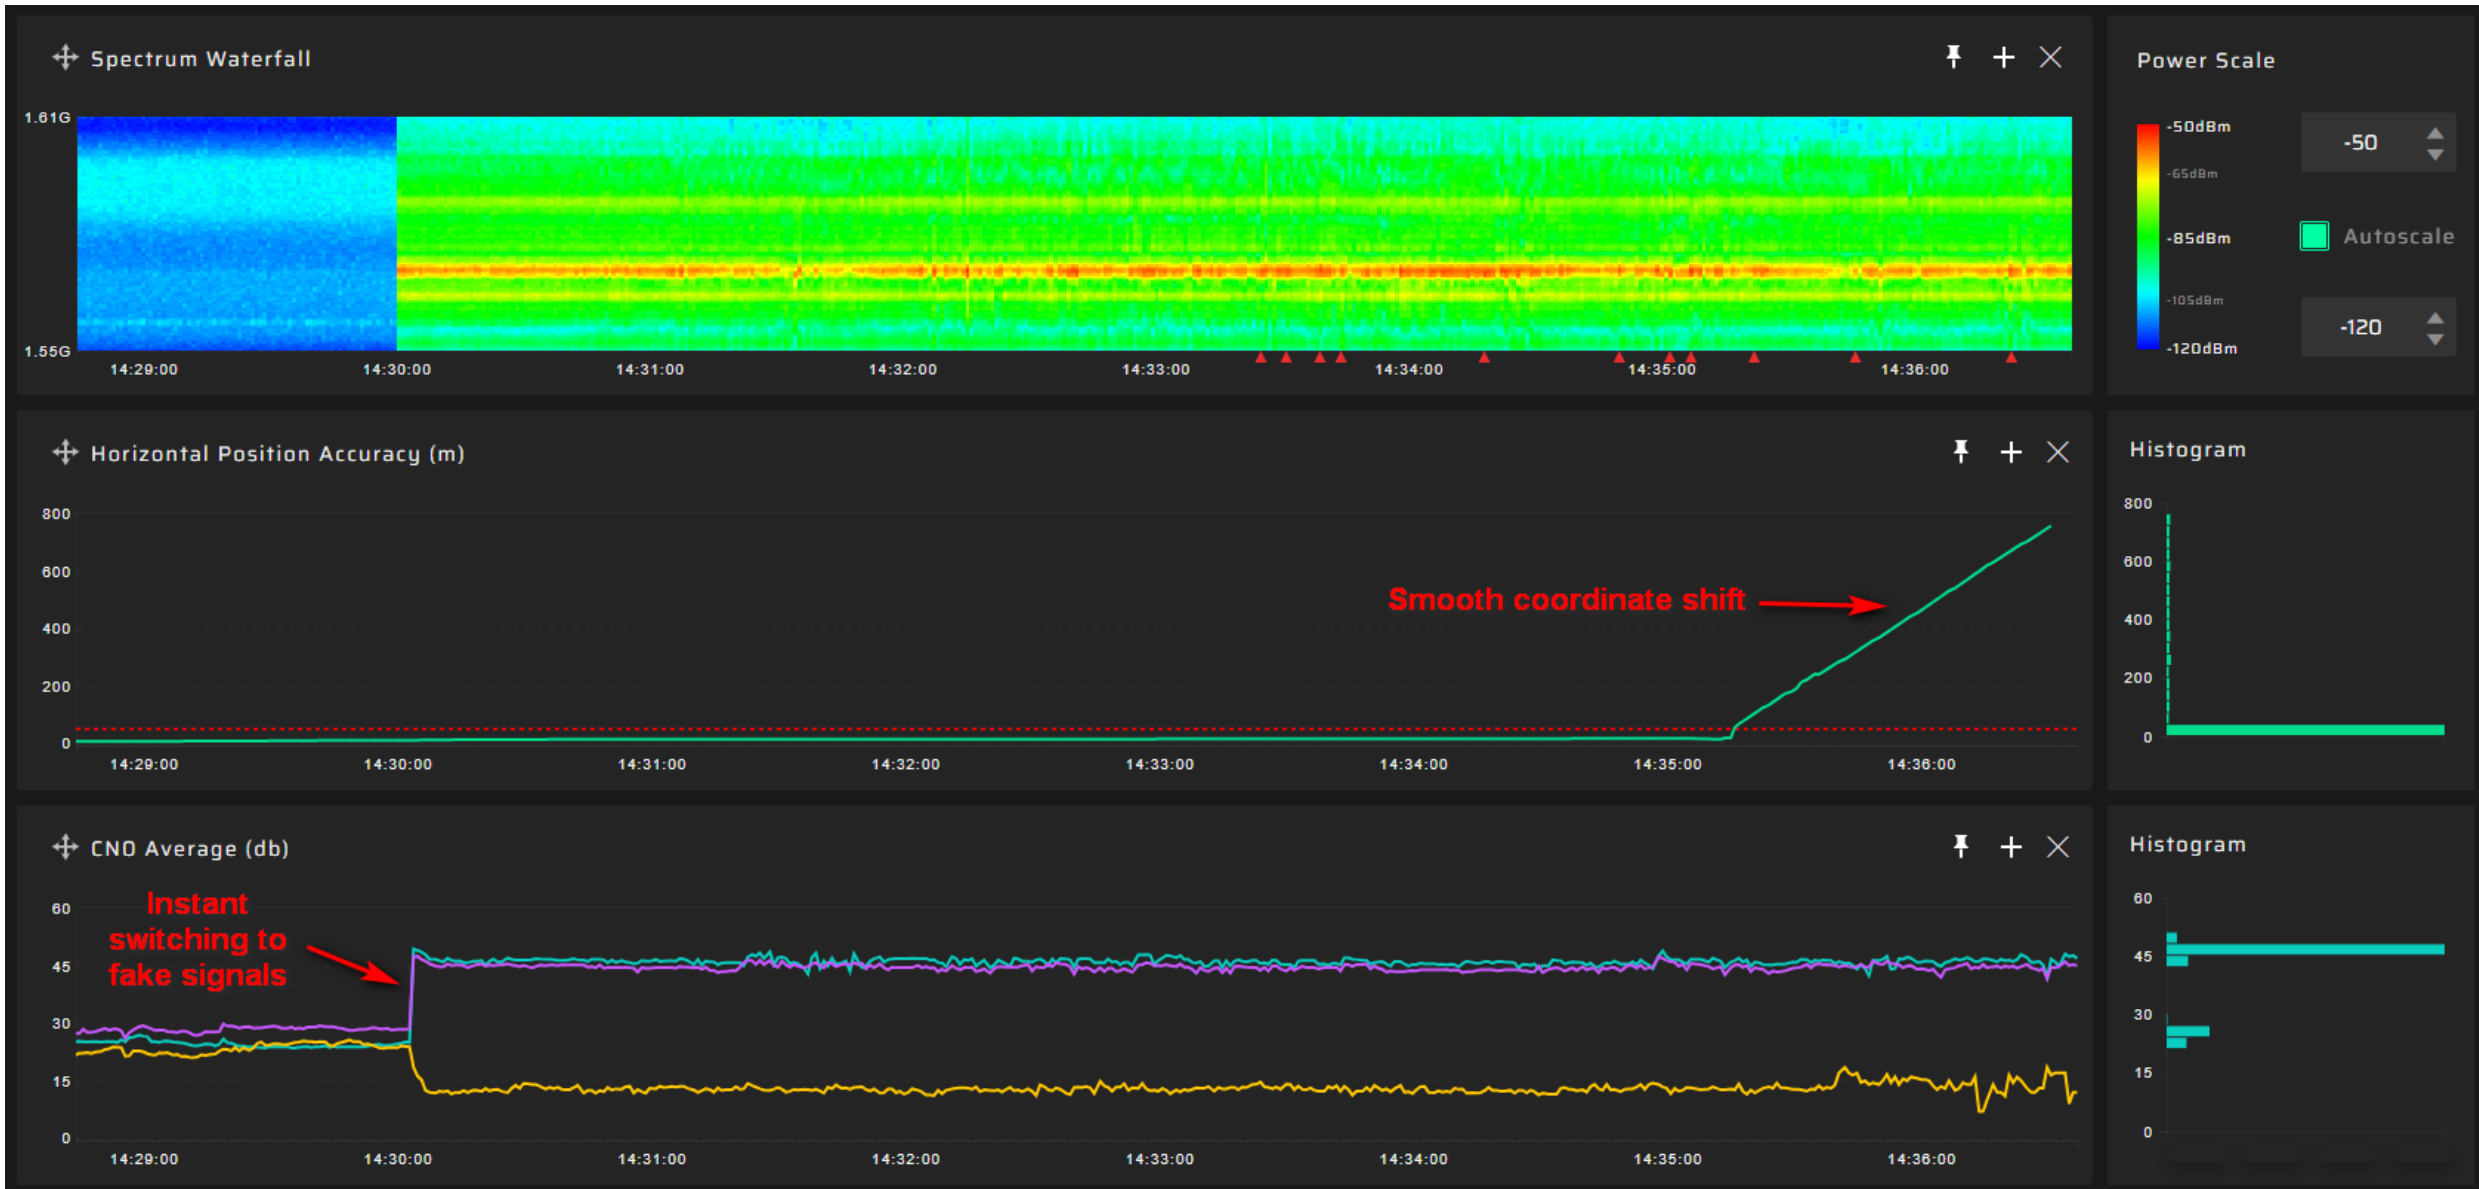 Spectrum Waterfall
1.61G
1.55G
14:29:00 14:30:00 14:31:00 14:32:00 14:33:00 14:34:00 14:35:00 14:36:00
Power Scale
-50dBm
-65dBm
-85dBm
-105dBm
-120dBm
-50
Autoscale
-120
Horizontal Position Accuracy (m)
800
600
400
200
0
Smooth coordinate shift
14:29:00 14:30:00 14:31:00 14:32:00 14:33:00 14:34:00 14:35:00 14:36:00
Histogram
800
600
400
200
0
CNO Average (db)
60
45
30
15
0
Instant
switching to
fake signals
14:29:00 14:30:00 14:31:00 14:32:00 14:33:00 14:34:00 14:35:00 14:36:00
Histogram
60
45
30
15
0